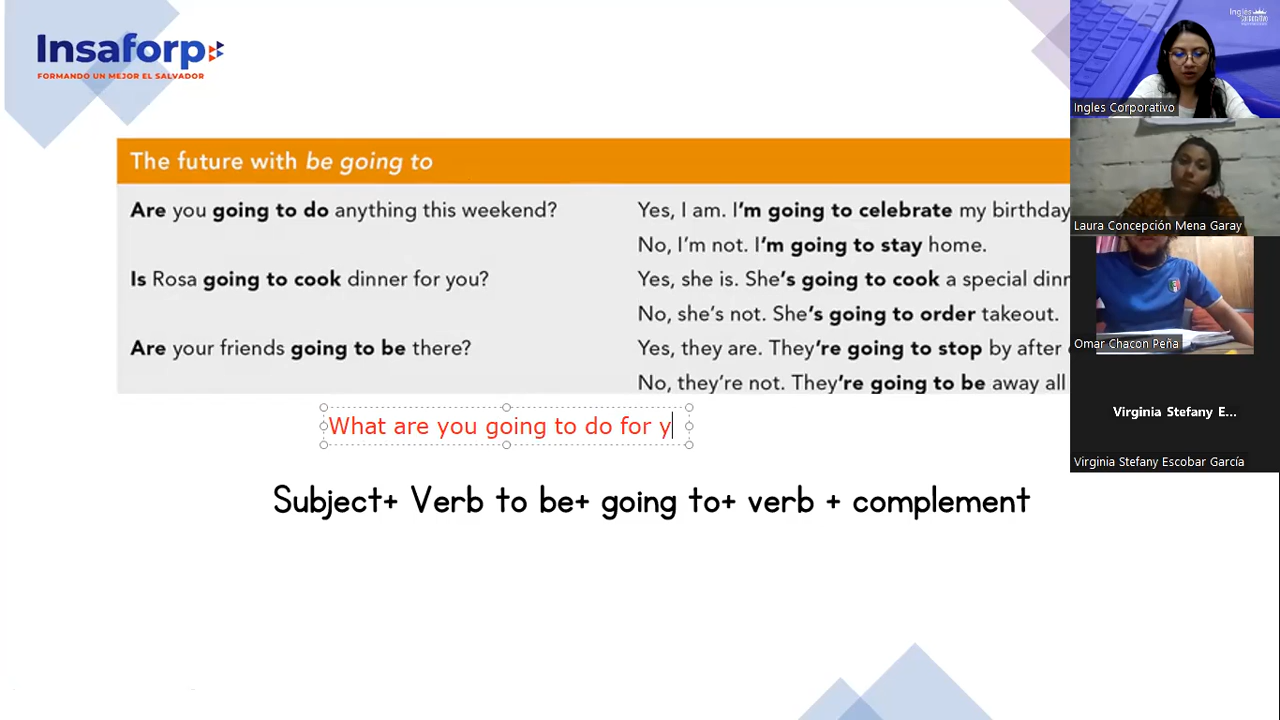 Insaforp
FORMANDO UN MEJOR EL SALVADOR
The future with be going to
Are you going to do anything this weekend?
Yes, I am. I'm going to celebrate my birthday
No, I'm not. I'm going to stay home.
Is Rosa going to cook dinner for you?
Yes, she is. She's going to cook a special dinn
No, she's not. She's going to order takeout.
Are your friends going to be there?
Yes, they are. They're going to stop by after
No, they're not. They're going to be away all
What are you going to do for y
Subject+ Verb to be+ going to+ verb + complement
Inglés
Ingles Corporativo
Laura Concepción Mena Garay
Omar Chacon Peña
Virginia Stefany E...
Virginia Stefany Escobar García